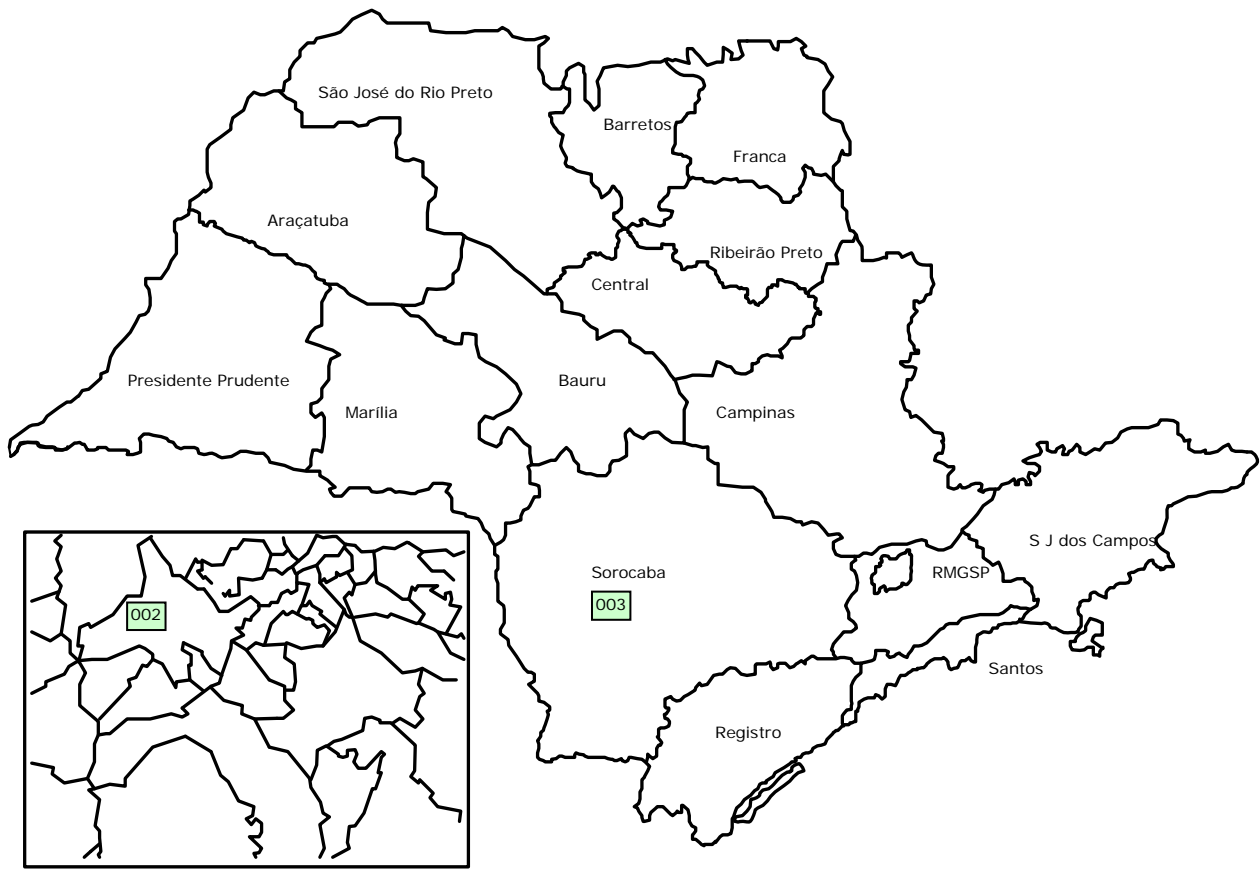 São José do Rio Preto
Barretos
Franca
Araçatuba
Ribeirão Preto
Central
Presidente Prudente
Bauru
Marília
Campinas
S J dos Campos
Sorocaba
RMGSP
003
002
Santos
Registro